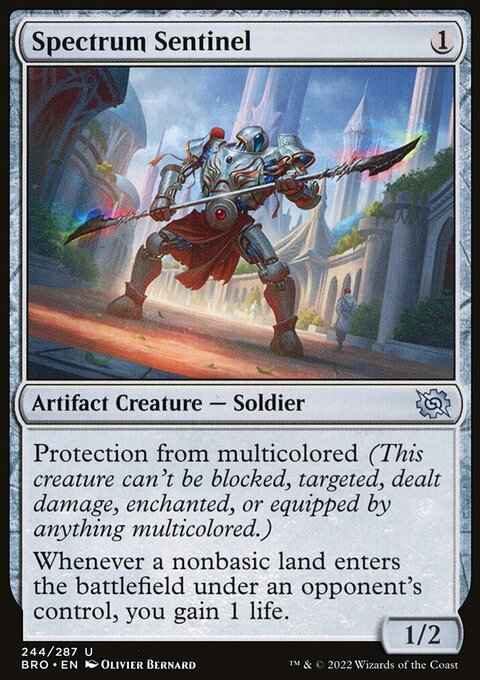 Spectrum Sentinel 1
Artifact Creature — Soldier
Protection from multicolored (This
creature can't be blocked, targeted, dealt
damage, enchanted, or equipped by
anything multicolored.)
Whenever a nonbasic land enters
the battlefield under an opponent's
control, you gain 1 life.
1/2
244/287 U
BRO • EN Olivier Bernard
™ & © 2022 Wizards of the Coast